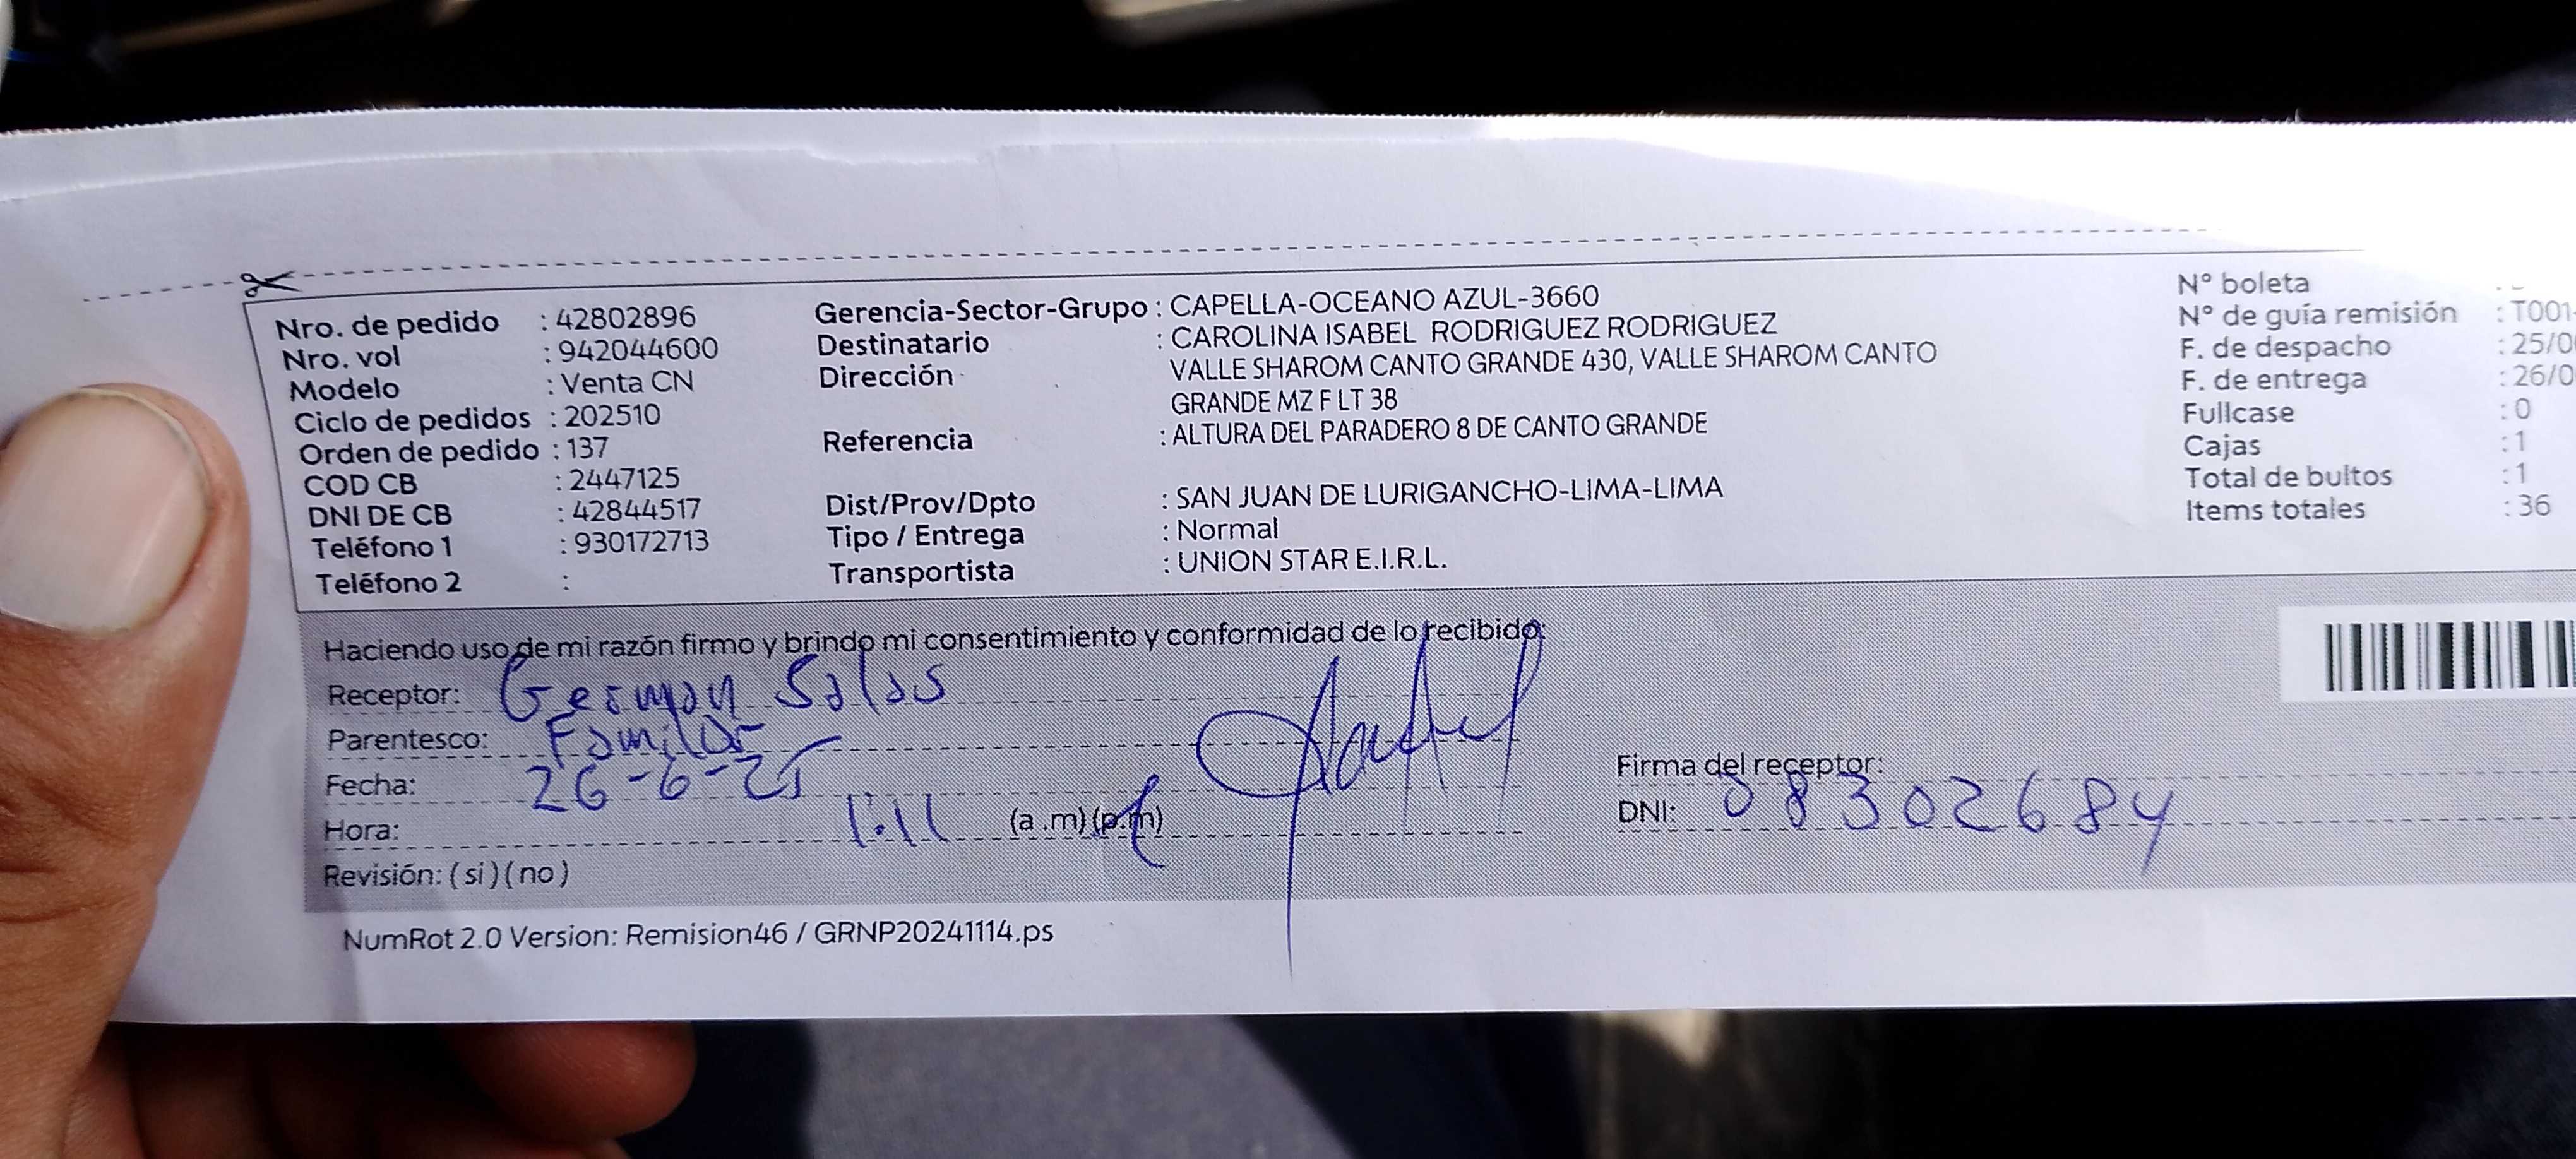 Nro. de pedido : 42802896
Nro. vol : 942044600
Modelo : Venta CN
Ciclo de pedidos : 202510
Orden de pedido : 137
COD CB : 2447125
DNI DE CB : 42844517
Teléfono 1 : 930172713
Teléfono 2 :
Gerencia-Sector-Grupo : CAPELLA-OCEANO AZUL-3660
Destinatario : CAROLINA ISABEL RODRIGUEZ RODRIGUEZ
Dirección VALLE SHAROM CANTO GRANDE 430, VALLE SHAROM CANTO
GRANDE MZ F LT 38
Referencia : ALTURA DEL PARADERO 8 DE CANTO GRANDE
Dist/Prov/Dpto : SAN JUAN DE LURIGANCHO-LIMA-LIMA
Tipo / Entrega : Normal
Transportista : UNION STAR E.I.R.L.
N° boleta :
N° de guía remisión : T001-
F. de despacho : 25/0
F. de entrega : 26/0
Fullcase : 0
Cajas : 1
Total de bultos : 1
Items totales : 36
Haciendo uso de mi razón firmo y brindo mi consentimiento y conformidad de lo recibido:
Receptor: German Salas
Parentesco: Familiar
Fecha: 26-6-25
Hora: 1:11 (a.m) (p.m)
Revisión: (si) (no)
Firma del receptor:
DNI: 08302684
NumRot 2.0 Version: Remision46 / GRNP20241114.ps